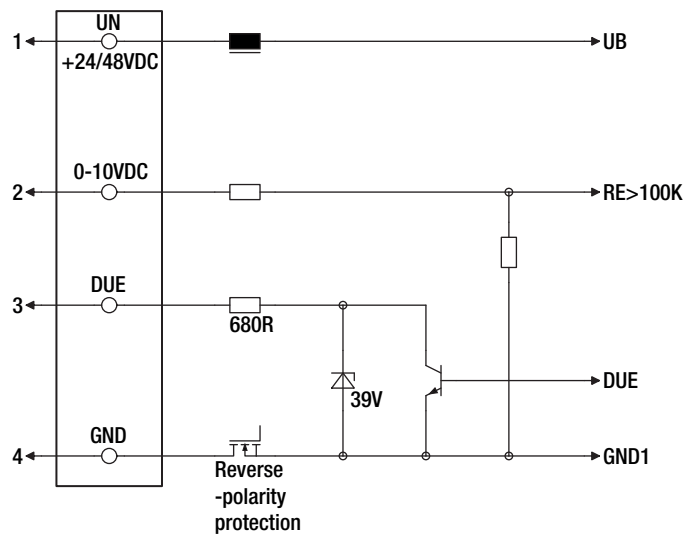 UN
1
+24/48VDC
UB
0-10VDC
2
RE>100K
DUE
3
680R
39V
DUE
GND
4
GND1
Reverse
-polarity
protection